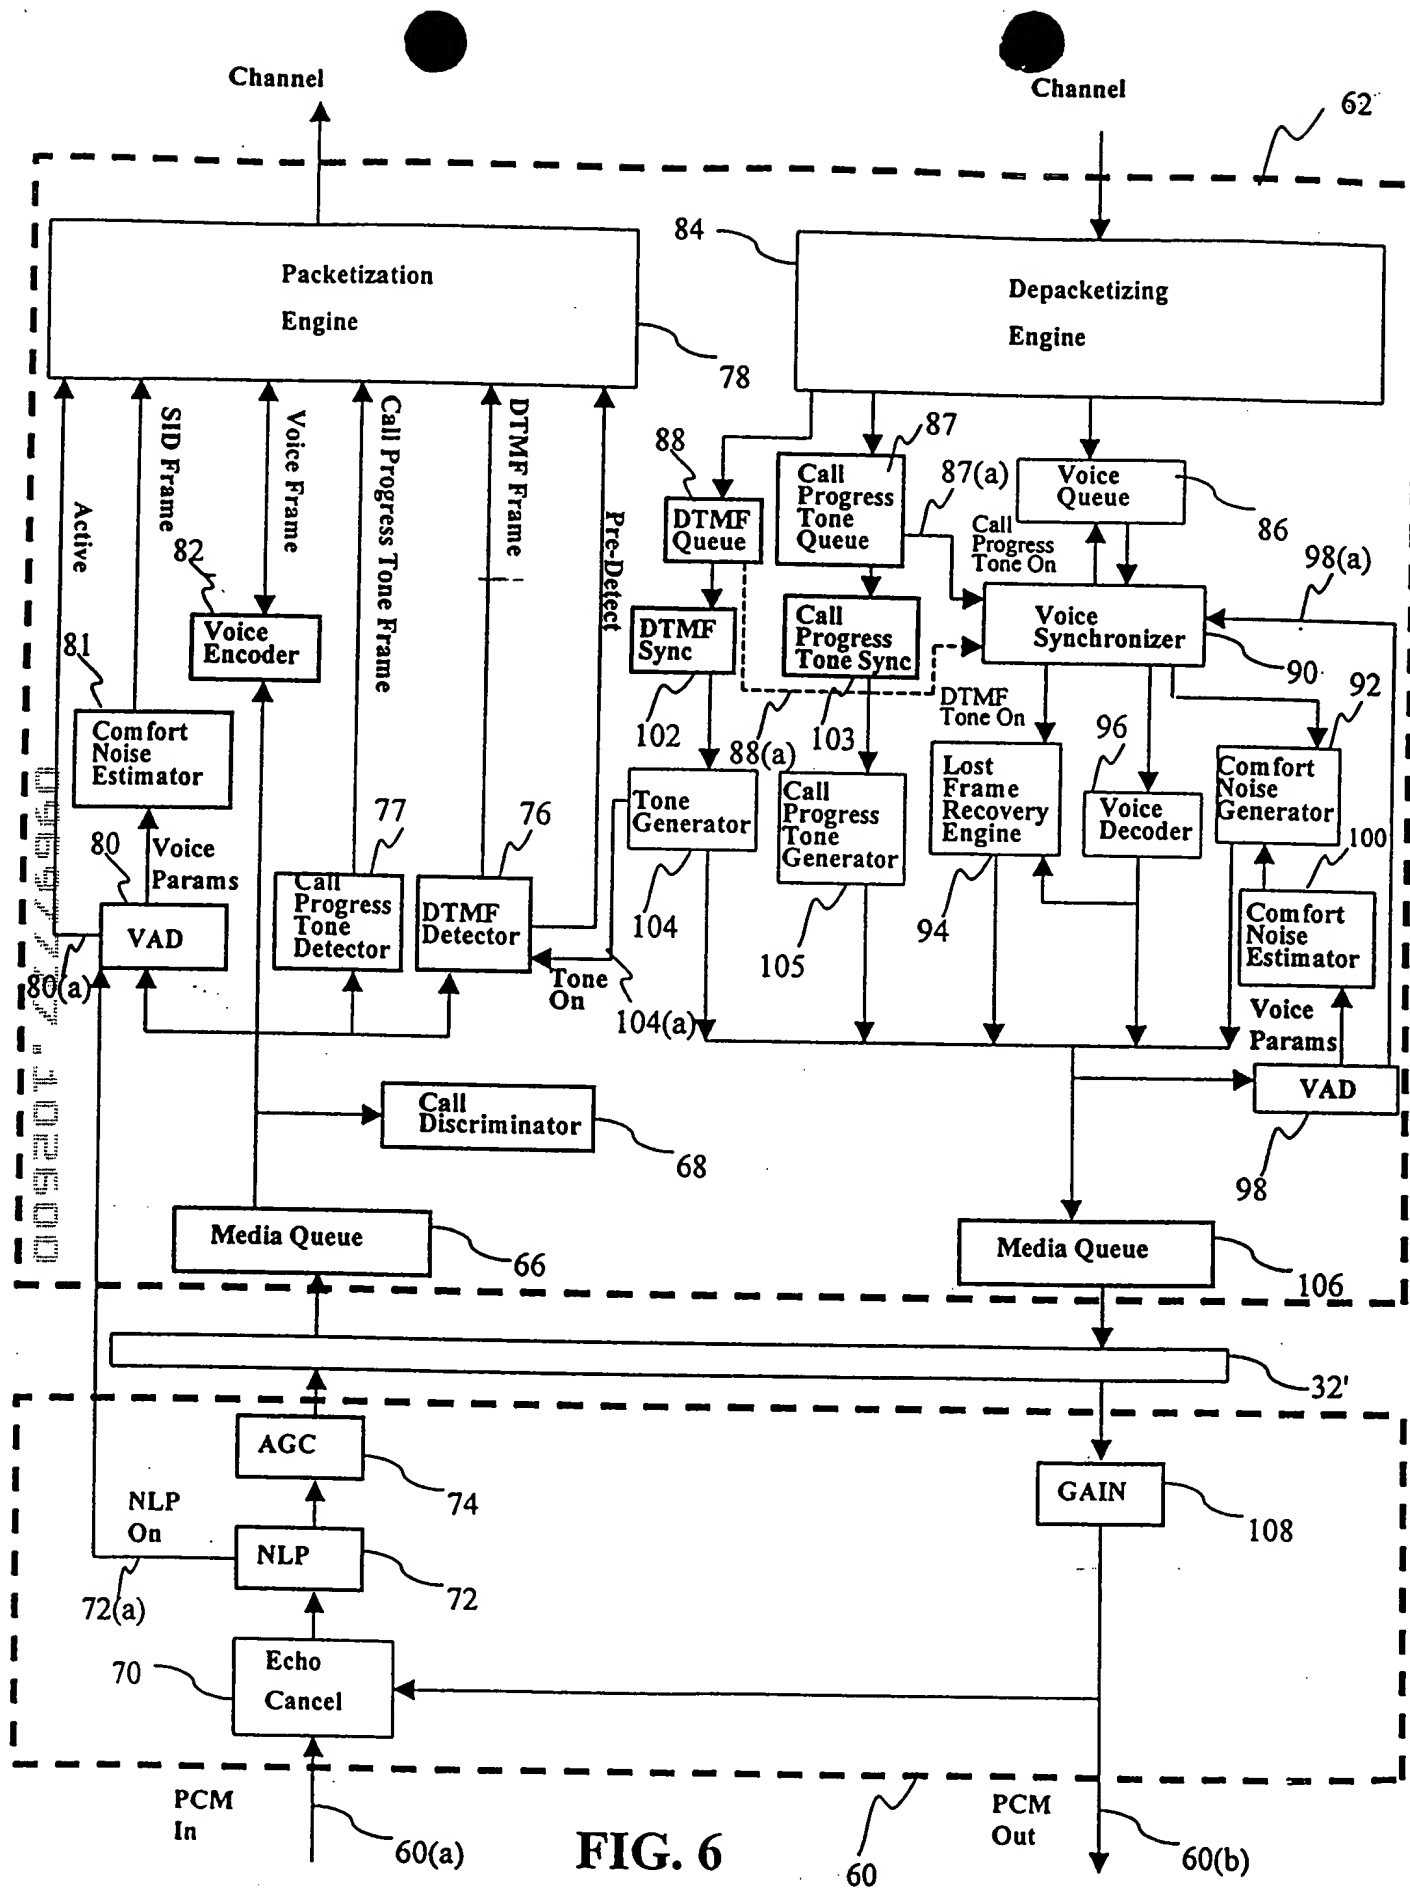 Channel
Channel
62
84
Packetization
Engine
Depacketizing
Engine
78
Active
SID Frame
Voice Frame
Call Progress Tone Frame
DTMF Frame
Pre-Detect
88
87
87(a)
Call
Progress
Tone
Queue
Voice
Queue
86
DTMF
Queue
Call
Progress
Tone On
98(a)
82
Voice
Encoder
DTMF
Sync
Call
Progress
Tone Sync
Voice
Synchronizer
90
81
102
88(a)
103
DTMF
Tone On
96
92
Comfort
Noise
Estimator
Tone
Generator
Call
Progress
Tone
Generator
Lost
Frame
Recovery
Engine
Voice
Decoder
Comfort
Noise
Generator
80
Voice
Params
77
76
104
105
94
100
VAD
Call
Progress
Tone
Detector
DTMF
Detector
Comfort
Noise
Estimator
80(a)
Tone
On
104(a)
Voice
Params
VAD
98
Call
Discriminator
68
09697727.102600
Media Queue
66
Media Queue
106
32'
AGC
74
GAIN
108
NLP
On
NLP
72
72(a)
70
Echo
Cancel
PCM
In
60(a)
FIG. 6
60
PCM
Out
60(b)